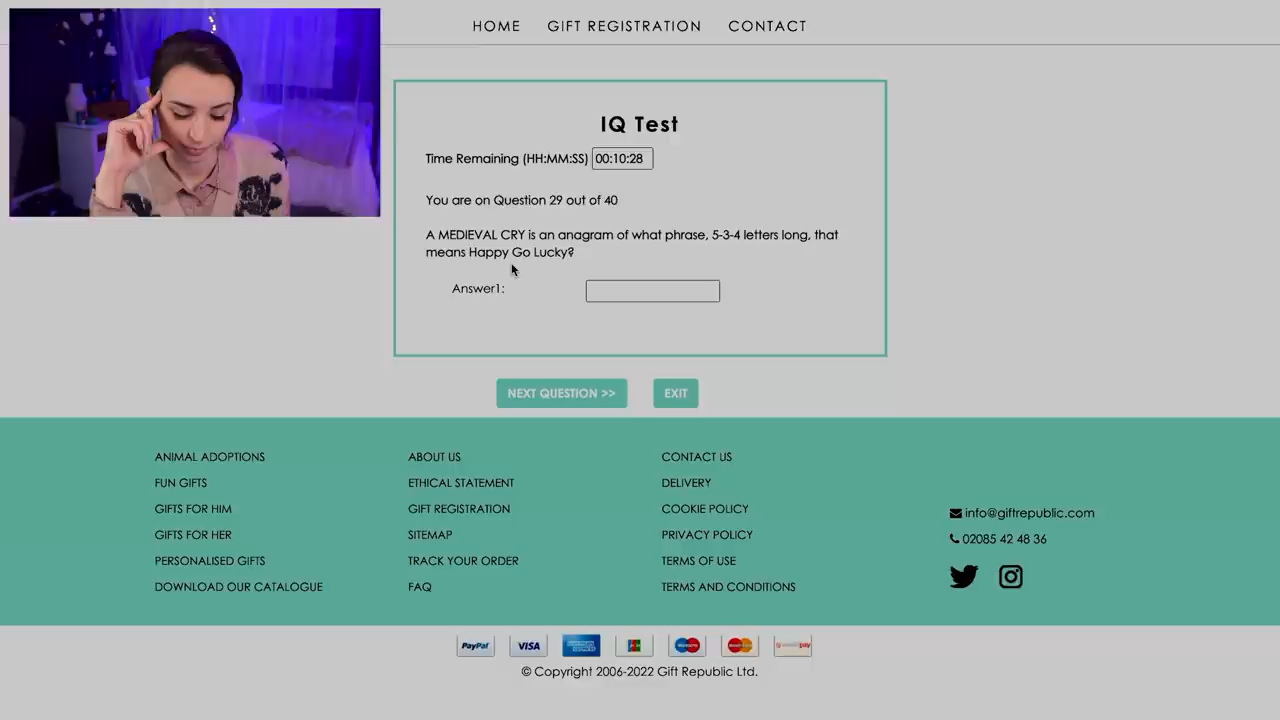 HOME GIFT REGISTRATION CONTACT
IQ Test
Time Remaining (HH:MM:SS) 00:10:28
You are on Question 29 out of 40
A MEDIEVAL CRY is an anagram of what phrase, 5-3-4 letters long, that
means Happy Go Lucky?
Answer1:
NEXT QUESTION >> EXIT
ANIMAL ADOPTIONS
FUN GIFTS
GIFTS FOR HIM
GIFTS FOR HER
PERSONALISED GIFTS
DOWNLOAD OUR CATALOGUE
ABOUT US
ETHICAL STATEMENT
GIFT REGISTRATION
SITEMAP
TRACK YOUR ORDER
FAQ
CONTACT US
DELIVERY
COOKIE POLICY
PRIVACY POLICY
TERMS OF USE
TERMS AND CONDITIONS
info@giftrepublic.com
02085 42 48 36
PayPal VISA
© Copyright 2006-2022 Gift Republic Ltd.